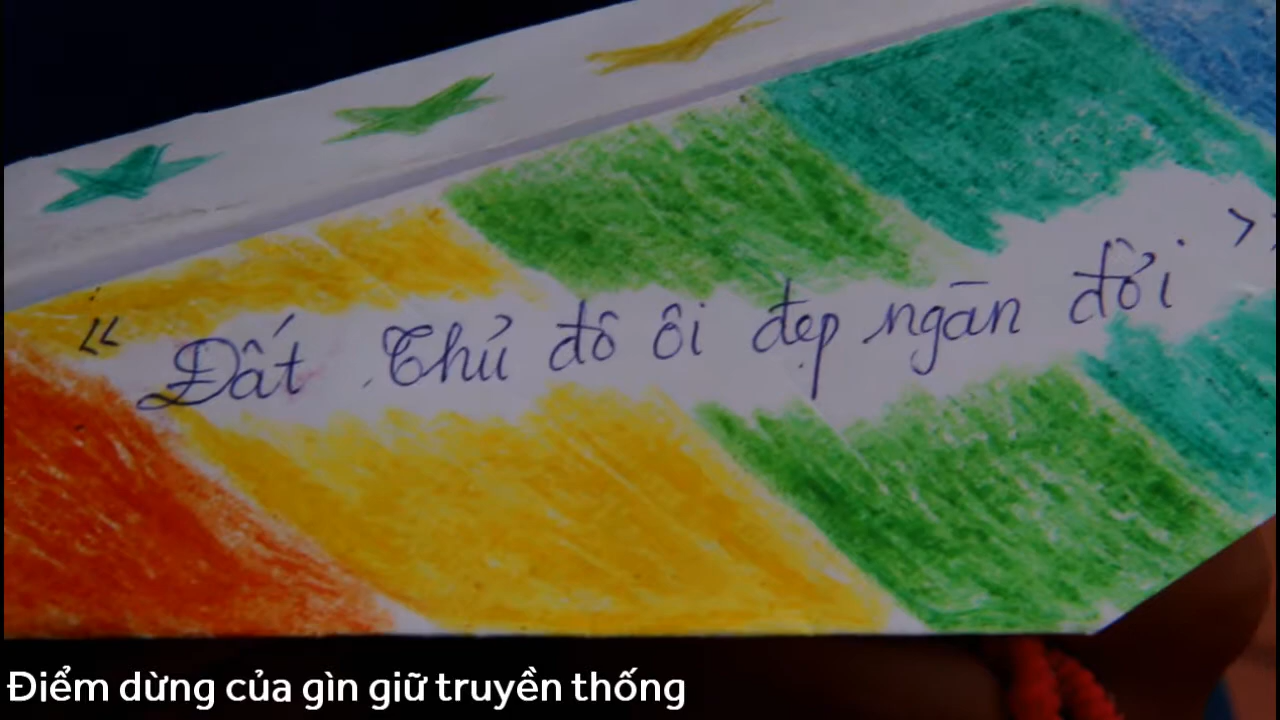 « Đất Thủ đô ôi đẹp ngàn đời »
Điểm dừng của gìn giữ truyền thống